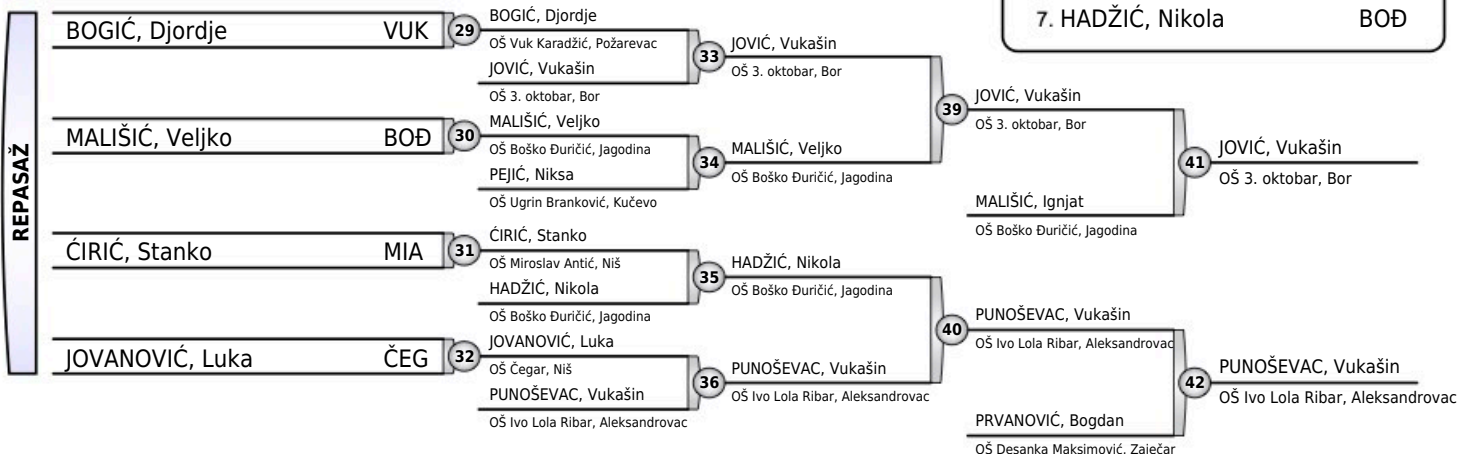 7. HADŽIĆ, Nikola BOĐ
REPASAŽ
BOGIĆ, Djordje VUK
29
MALIŠIĆ, Veljko BOĐ
30
ĆIRIĆ, Stanko MIA
31
JOVANOVIĆ, Luka ČEG
32
BOGIĆ, Djordje
OŠ Vuk Karadžić, Požarevac
JOVIĆ, Vukašin
OŠ 3. oktobar, Bor
33
MALIŠIĆ, Veljko
OŠ Boško Đuričić, Jagodina
PEJIĆ, Niksa
OŠ Ugrin Branković, Kučevo
34
ĆIRIĆ, Stanko
OŠ Miroslav Antić, Niš
HADŽIĆ, Nikola
OŠ Boško Đuričić, Jagodina
35
JOVANOVIĆ, Luka
OŠ Čegar, Niš
PUNOŠEVAC, Vukašin
OŠ Ivo Lola Ribar, Aleksandrovac
36
JOVIĆ, Vukašin
OŠ 3. oktobar, Bor
MALIŠIĆ, Veljko
OŠ Boško Đuričić, Jagodina
39
HADŽIĆ, Nikola
OŠ Boško Đuričić, Jagodina
PUNOŠEVAC, Vukašin
OŠ Ivo Lola Ribar, Aleksandrovac
40
JOVIĆ, Vukašin
OŠ 3. oktobar, Bor
MALIŠIĆ, Ignjat
OŠ Boško Đuričić, Jagodina
41
PUNOŠEVAC, Vukašin
OŠ Ivo Lola Ribar, Aleksandrovac
PRVANOVIĆ, Bogdan
OŠ Desanka Maksimović, Zaječar
42
JOVIĆ, Vukašin
OŠ 3. oktobar, Bor
PUNOŠEVAC, Vukašin
OŠ Ivo Lola Ribar, Aleksandrovac